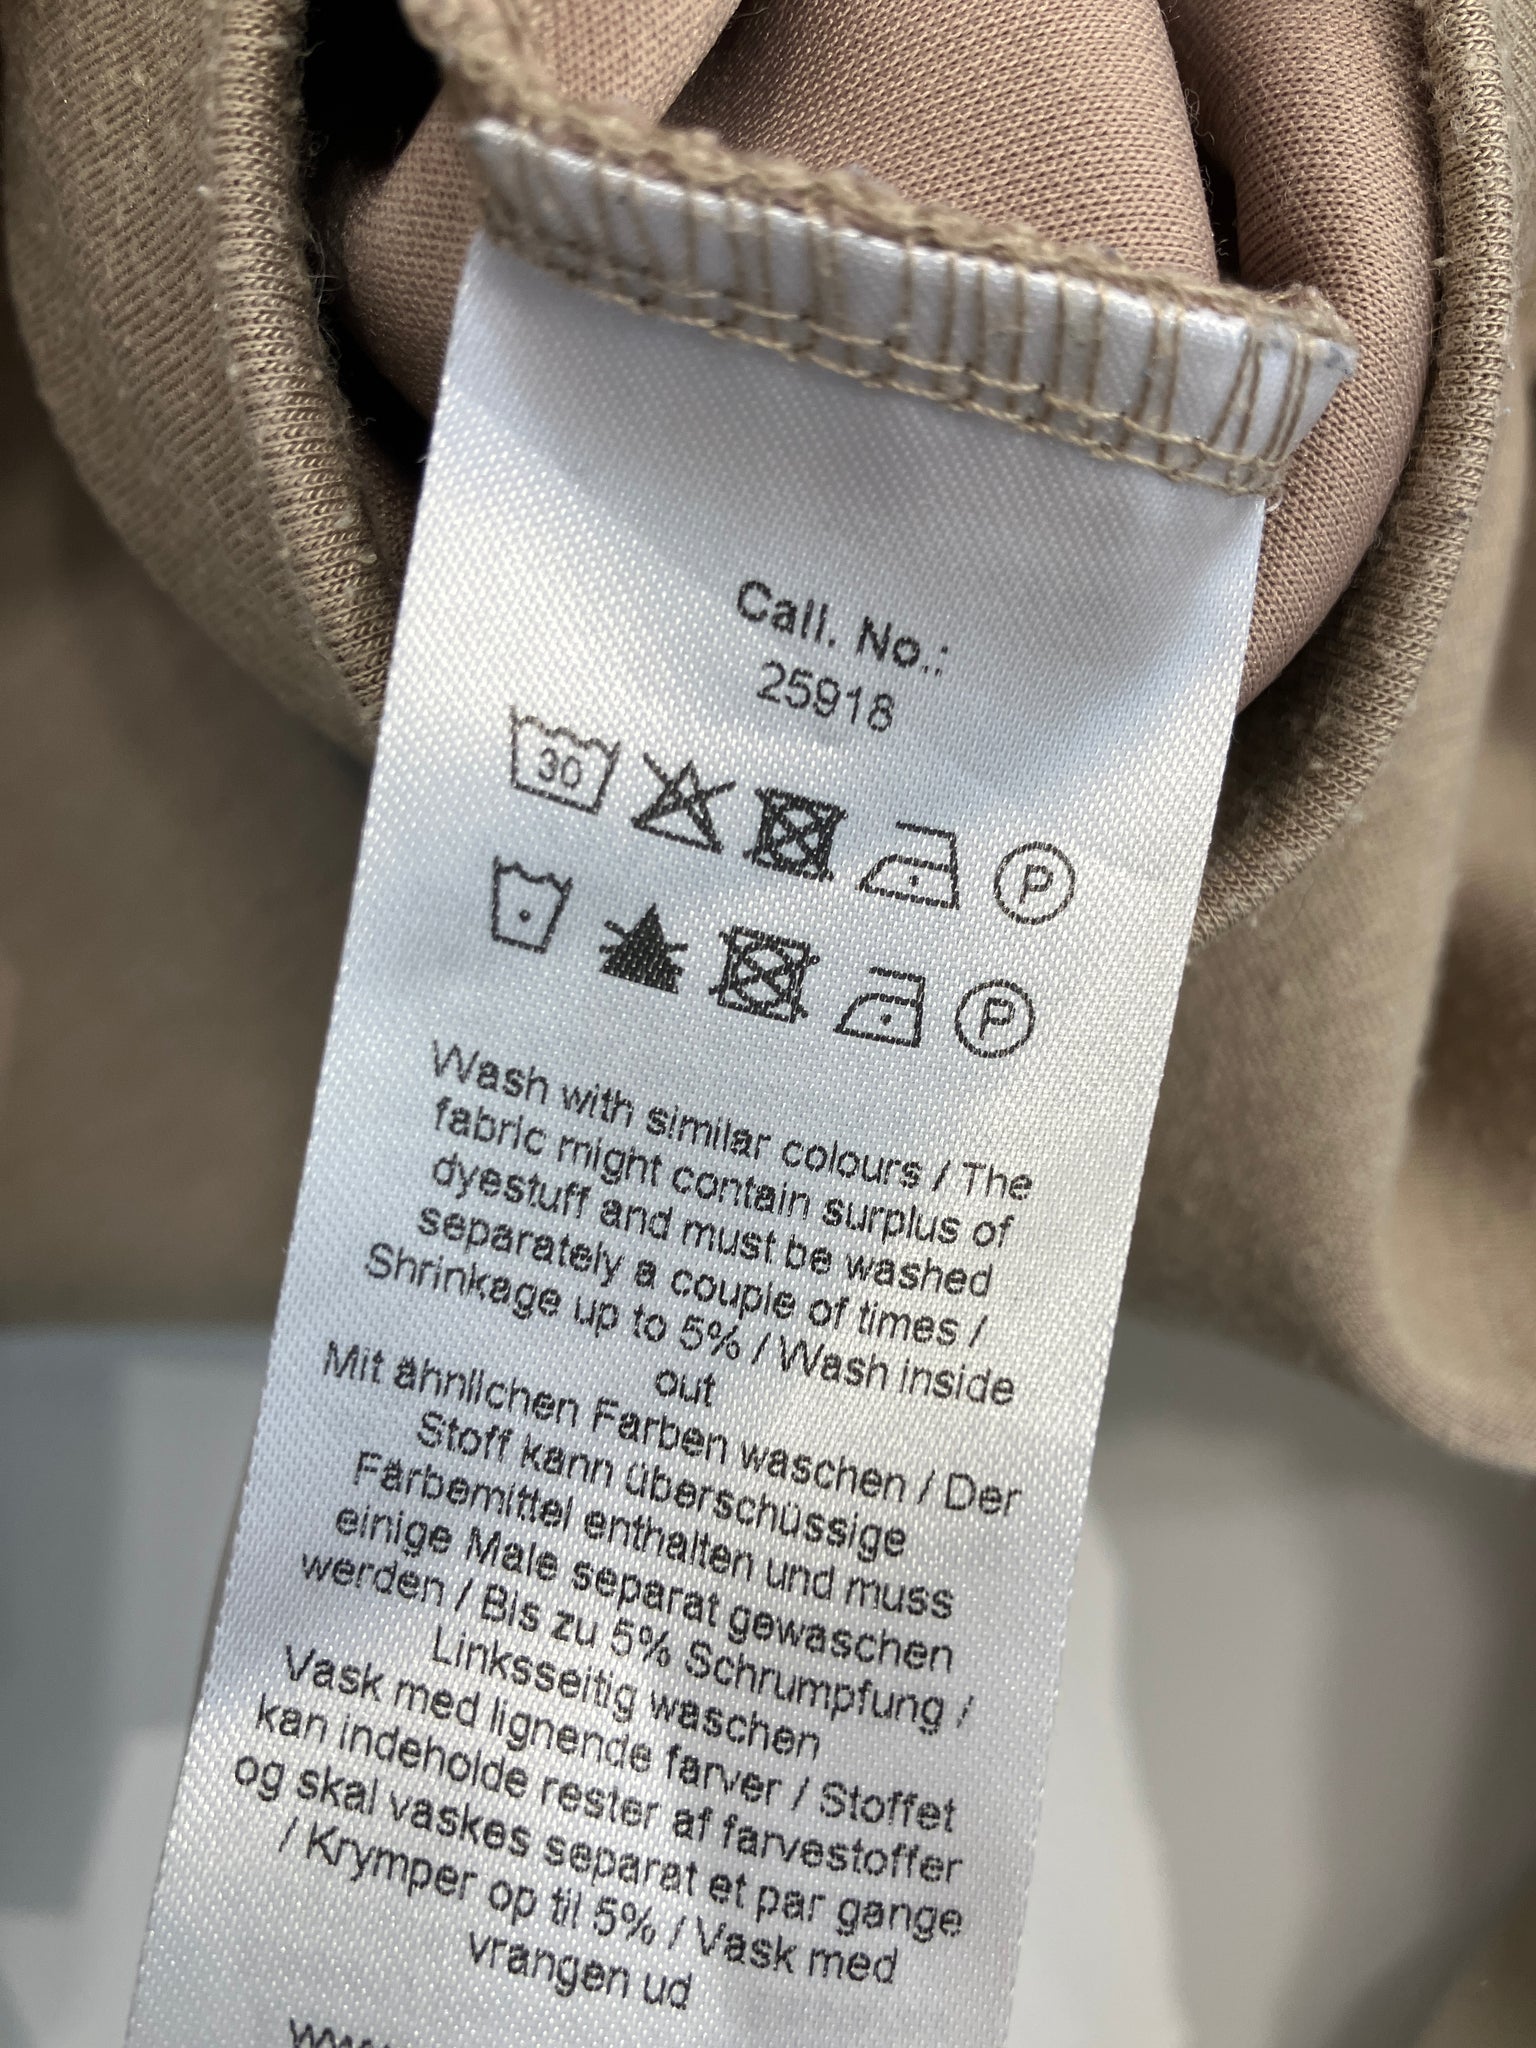 Call. No.:
25918
30
P
P
Wash with similar colours / The
fabric might contain surplus of
dyestuff and must be washed
separately a couple of times /
Shrinkage up to 5% / Wash inside
out
Mit ähnlichen Farben waschen / Der
Stoff kann überschüssige
Färbemittel enthalten und muss
einige Male separat gewaschen
werden / Bis zu 5% Schrumpfung /
Linksseitig waschen
Vask med lignende farver / Stoffet
kan indeholde rester af farvestoffer
og skal vaskes separat et par gange
/ Krymper op til 5% / Vask med
vrangen ud